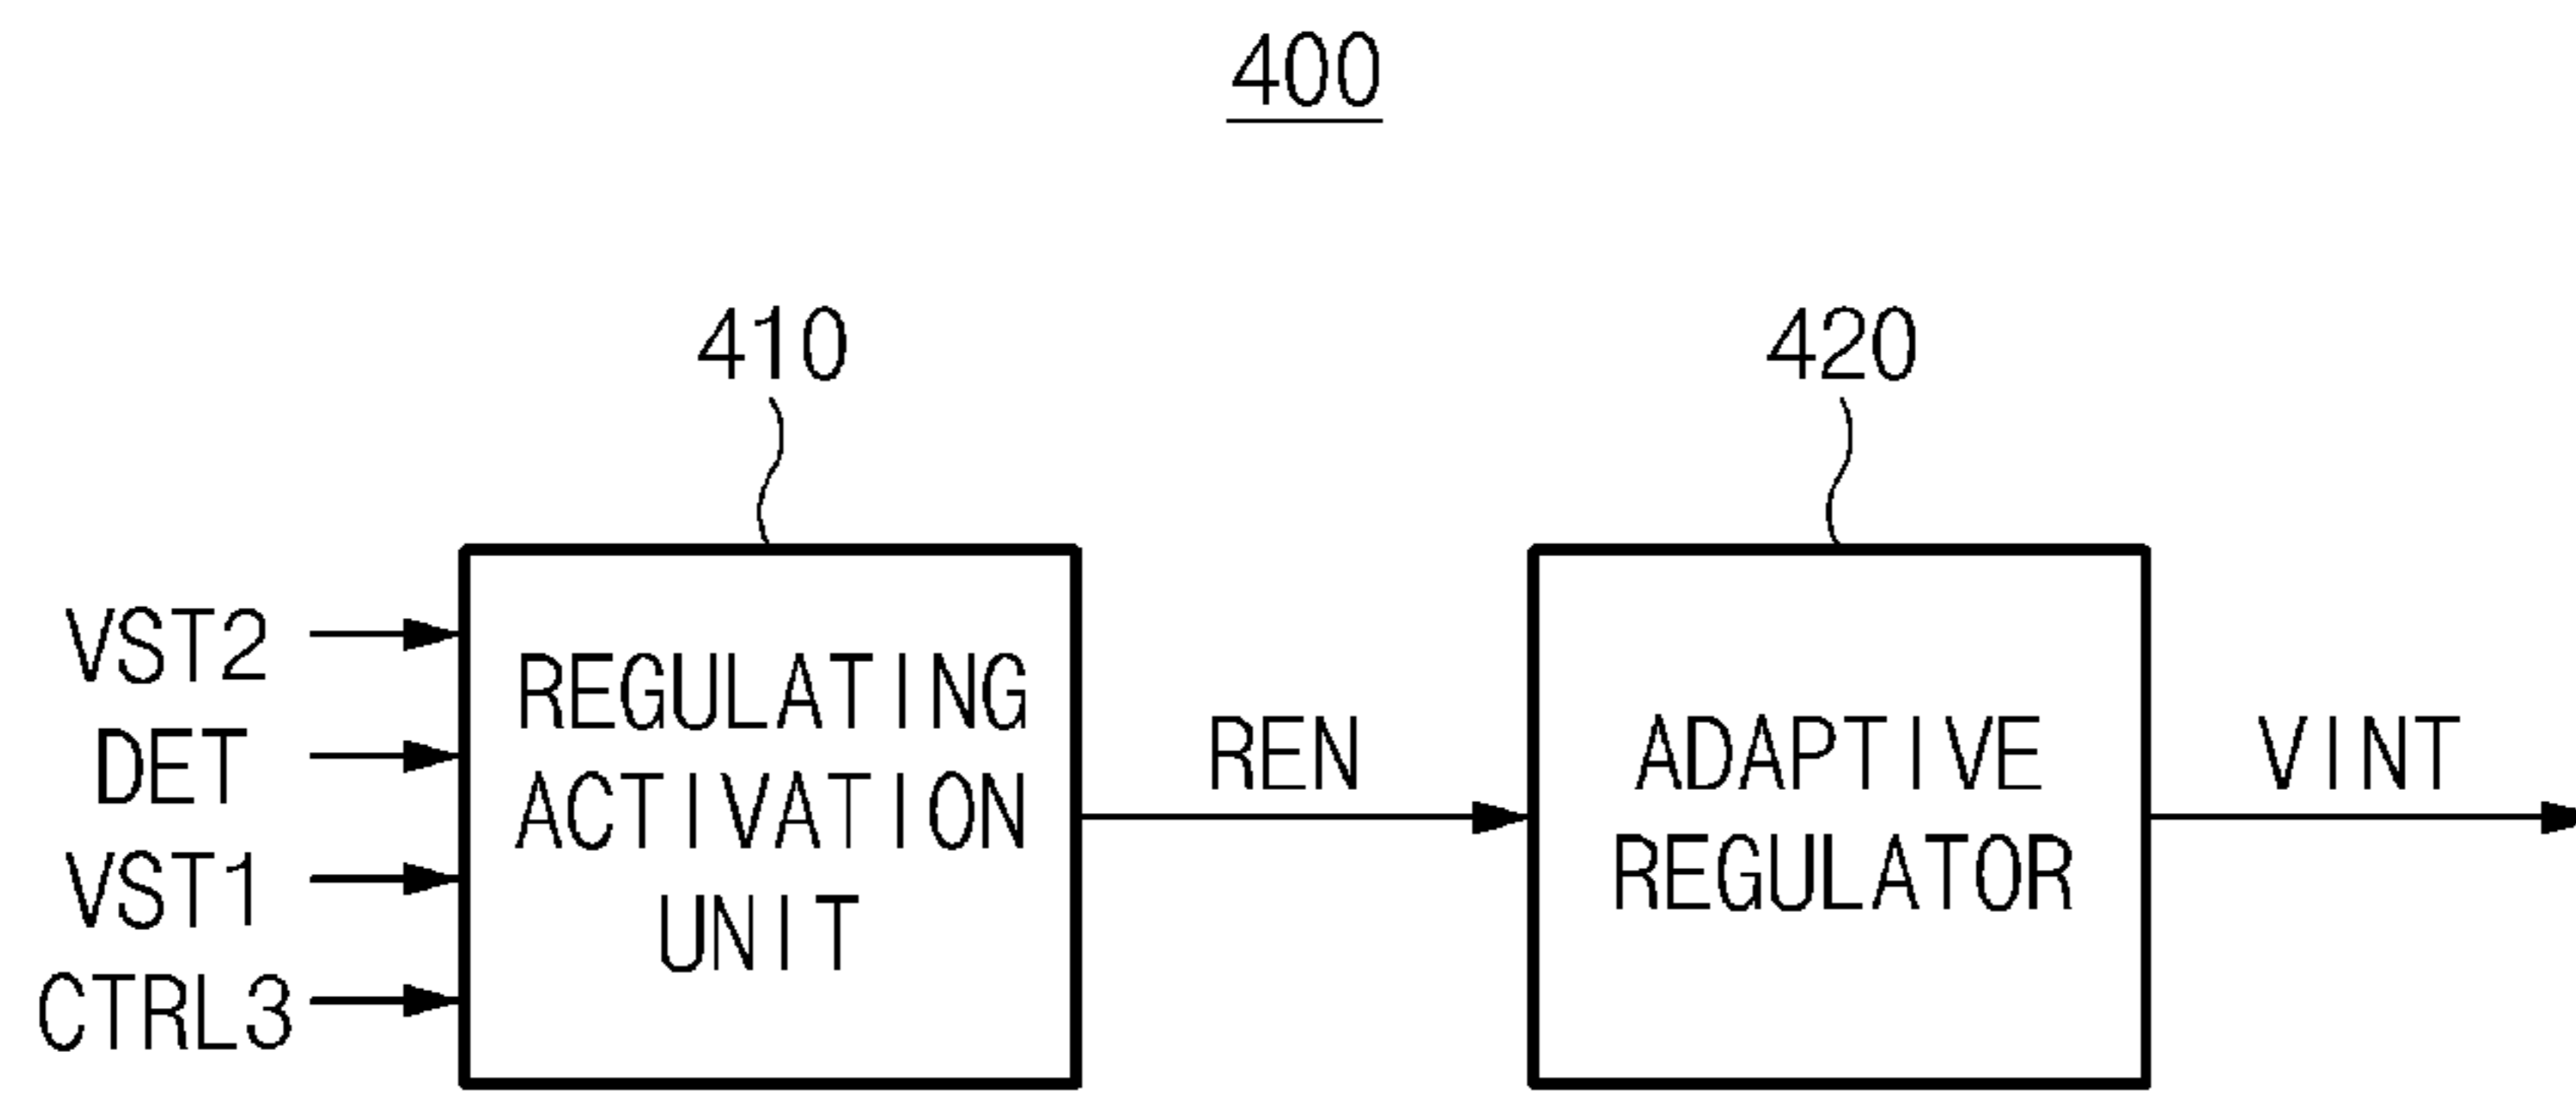 400
410
420
VST2
DET
VST1
CTRL3
REGULATING
ACTIVATION
UNIT
REN
ADAPTIVE
REGULATOR
VINT